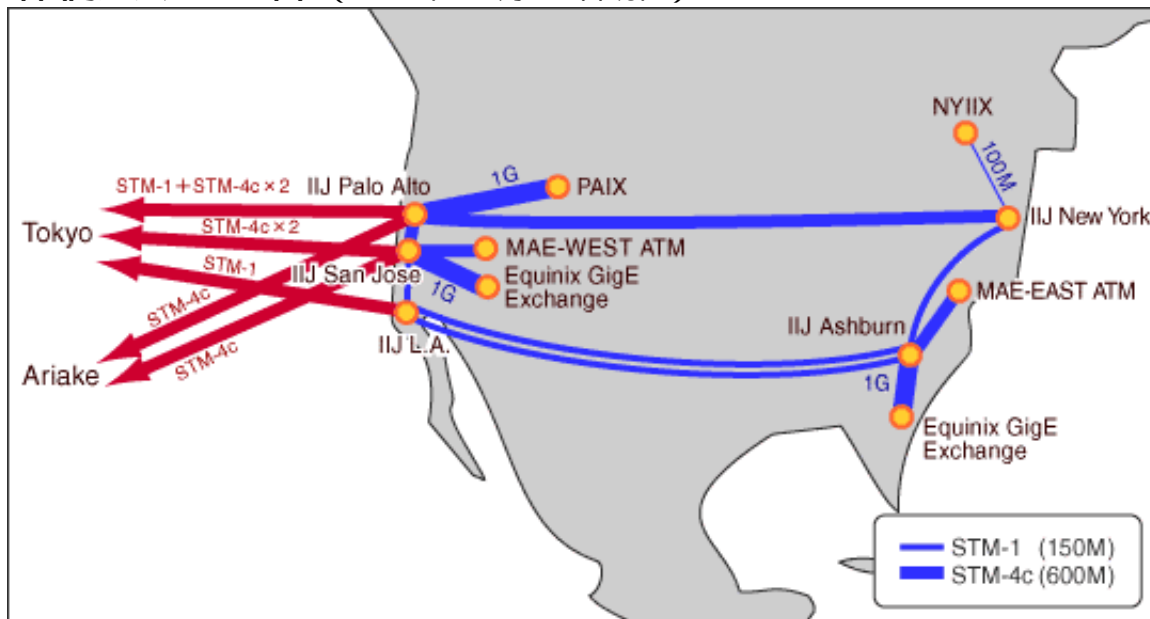 NYIIX
100M
1G
IIJ Palo Alto
PAIX
STM-1+STM-4c×2
IIJ New York
Tokyo
STM-4c×2
MAE-WEST ATM
STM-1
IIJ San Jose
1G
Equinix GigE
Exchange
MAE-EAST ATM
STM-4c
IIJ L.A.
IIJ Ashburn
STM-4c
Ariake
1G
Equinix GigE
Exchange
STM-1 (150M)
STM-4c (600M)